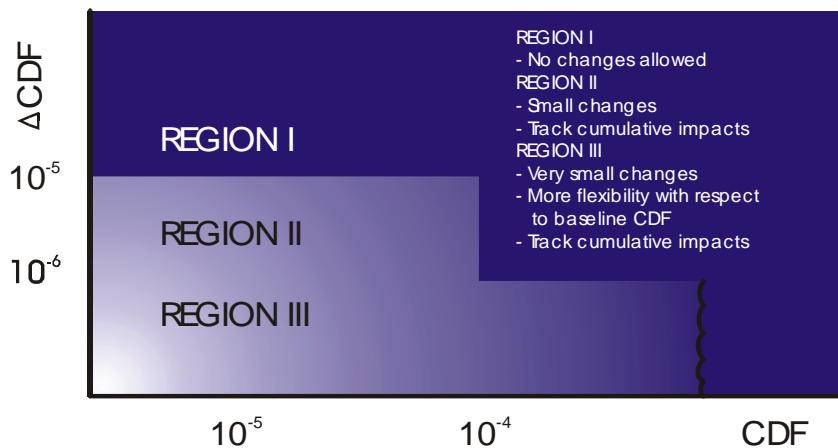 REGION I
- No changes allowed
REGION II
- Small changes
- Track cumulative impacts
REGION III
- Very small changes
- More flexibility with respect
to baseline CDF
- Track cumulative impacts
ΔCDF
REGION I
10⁻⁵
REGION II
10⁻⁶
REGION III
10⁻⁵
10⁻⁴
CDF